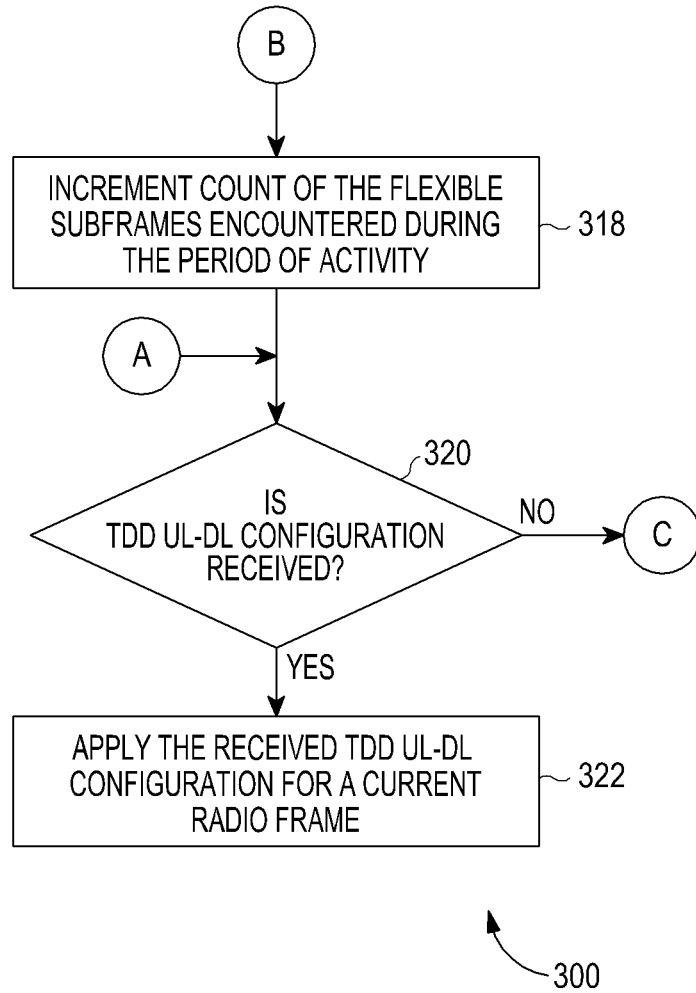 B
INCREMENT COUNT OF THE FLEXIBLE
SUBFRAMES ENCOUNTERED DURING
THE PERIOD OF ACTIVITY
318
A
320
IS
TDD UL-DL CONFIGURATION
RECEIVED?
NO
C
YES
APPLY THE RECEIVED TDD UL-DL
CONFIGURATION FOR A CURRENT
RADIO FRAME
322
300